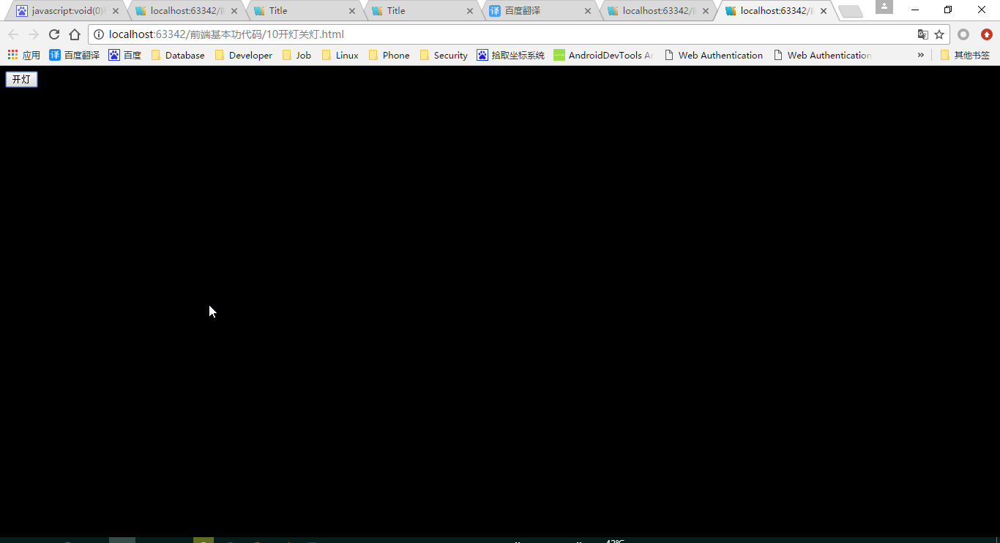 javascript:void(0)
localhost:63342/
Title
Title
百度翻译
localhost:63342/
localhost:63342/
localhost:63342/前端基本功代码/10开灯关灯.html
应用
译 百度翻译
百度
Database
Developer
Job
Linux
Phone
Security
拾取坐标系统
AndroidDevTools
Web Authentication
Web Authentication
»
其他书签
开灯